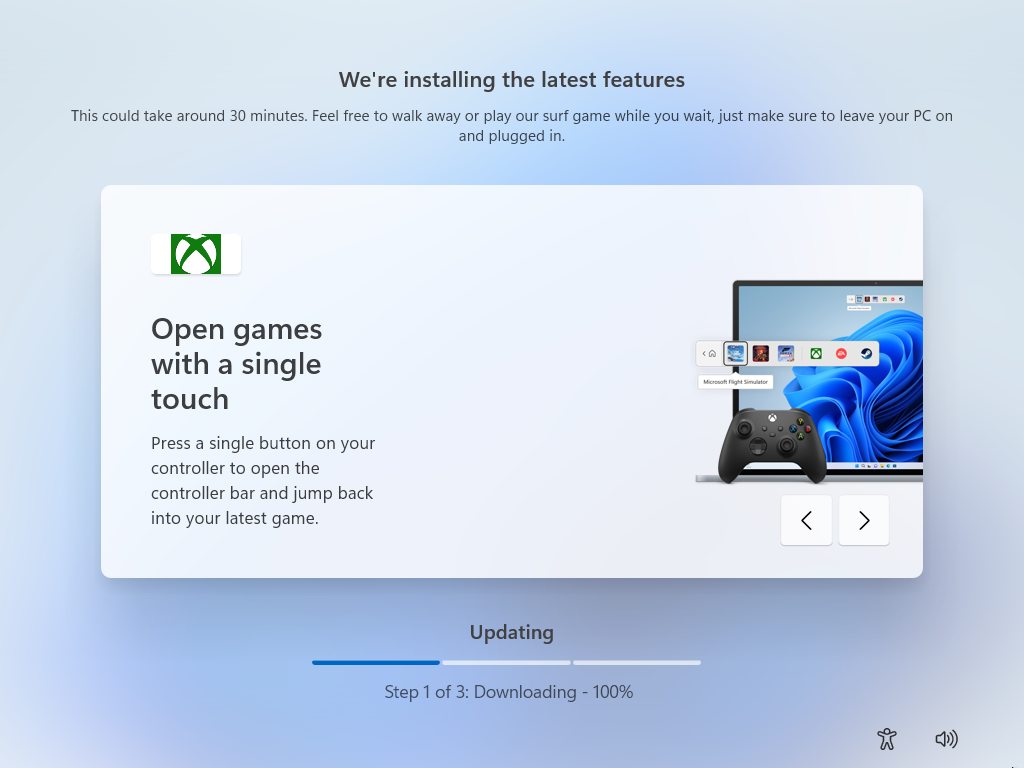 We're installing the latest features
This could take around 30 minutes. Feel free to walk away or play our surf game while you wait, just make sure to leave your PC on
and plugged in.
Open games
with a single
touch
Press a single button on your
controller to open the
controller bar and jump back
into your latest game.
EA
Microsoft Flight Simulator
Updating
Step 1 of 3: Downloading - 100%